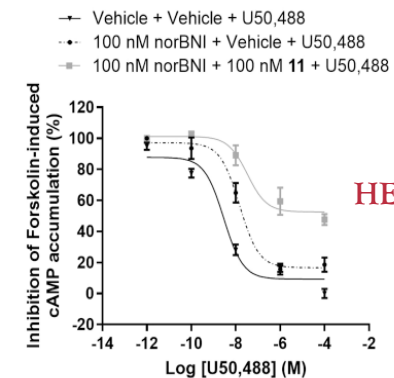 Vehicle + Vehicle + U50,488
100 nM norBNI + Vehicle + U50,488
100 nM norBNI + 100 nM 11 + U50,488
120
100
80
60
40
20
0
-20
-14
-12
-10
-8
-6
-4
-2
Inhibition of Forskolin-induced
cAMP accumulation (%)
Log [U50,488] (M)
HE